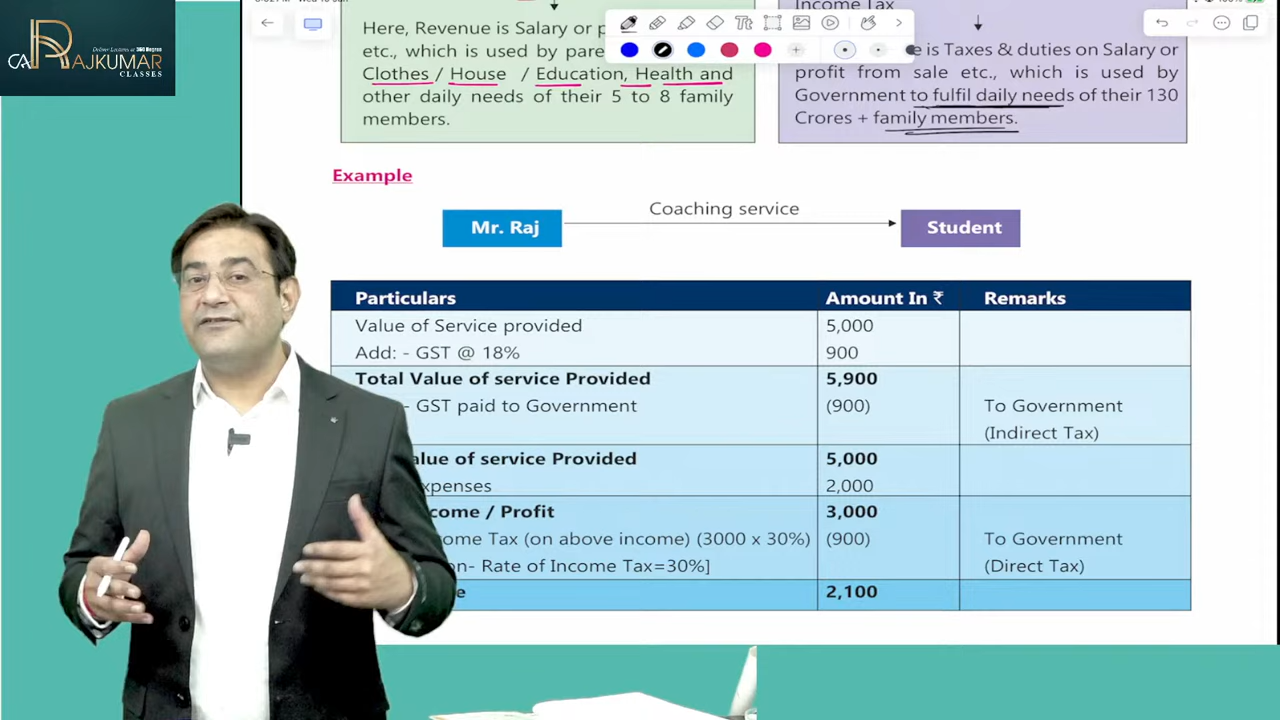 Deliver Lectures at 360 Degree
CA RAJKUMAR
CLASSES
Income Tax
Here, Revenue is Salary or
etc., which is used by
Clothes / House / Education, Health and
other daily needs of their 5 to 8 family
members.
is Taxes & duties on Salary or
profit from sale etc., which is used by
Government to fulfil daily needs of their 130
Crores + family members.
Example
Mr. Raj
Coaching service
Student
Particulars Amount In ₹ Remarks
Value of Service provided 5,000
Add: - GST @ 18% 900
Total Value of service Provided 5,900
- GST paid to Government (900) To Government
(Indirect Tax)
of service Provided 5,000
2,000
/ Profit 3,000
Tax (on above income) (3000 x 30%) (900) To Government
- Rate of Income Tax=30%] (Direct Tax)
2,100